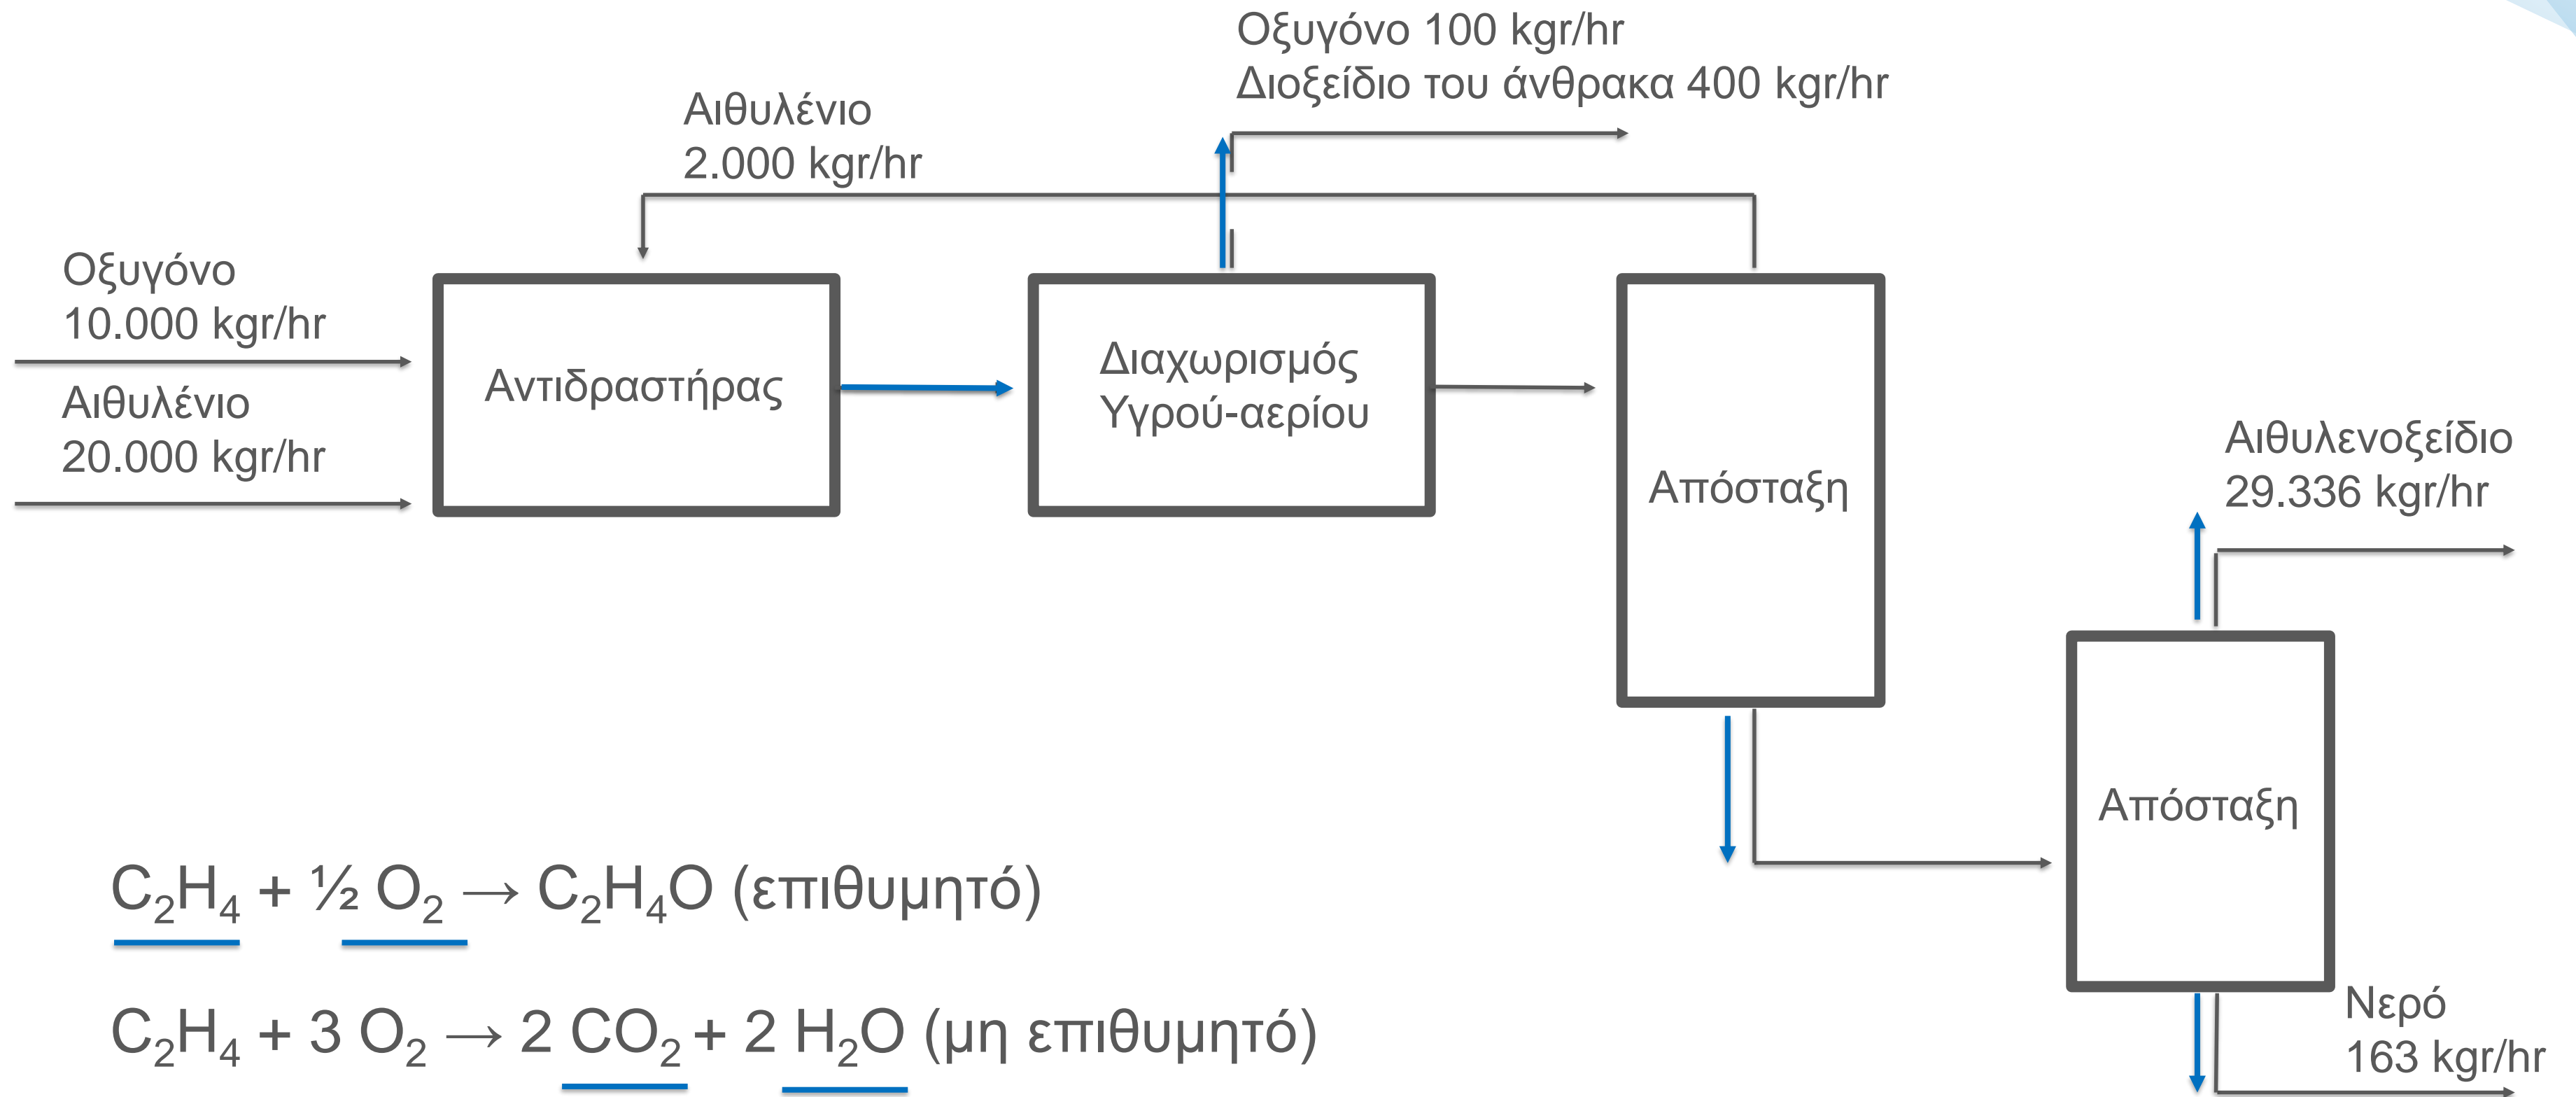 Οξυγόνο 100 kgr/hr
Διοξείδιο του άνθρακα 400 kgr/hr
Αιθυλένιο
2.000 kgr/hr
Οξυγόνο
10.000 kgr/hr
Αιθυλένιο
20.000 kgr/hr
Αντιδραστήρας
Διαχωρισμός
Υγρού-αερίου
Απόσταξη
Αιθυλενοξείδιο
29.336 kgr/hr
Απόσταξη
Νερό
163 kgr/hr
C₂H₄ + ½ O₂ → C₂H₄O (επιθυμητό)
C₂H₄ + 3 O₂ → 2 CO₂ + 2 H₂O (μη επιθυμητό)